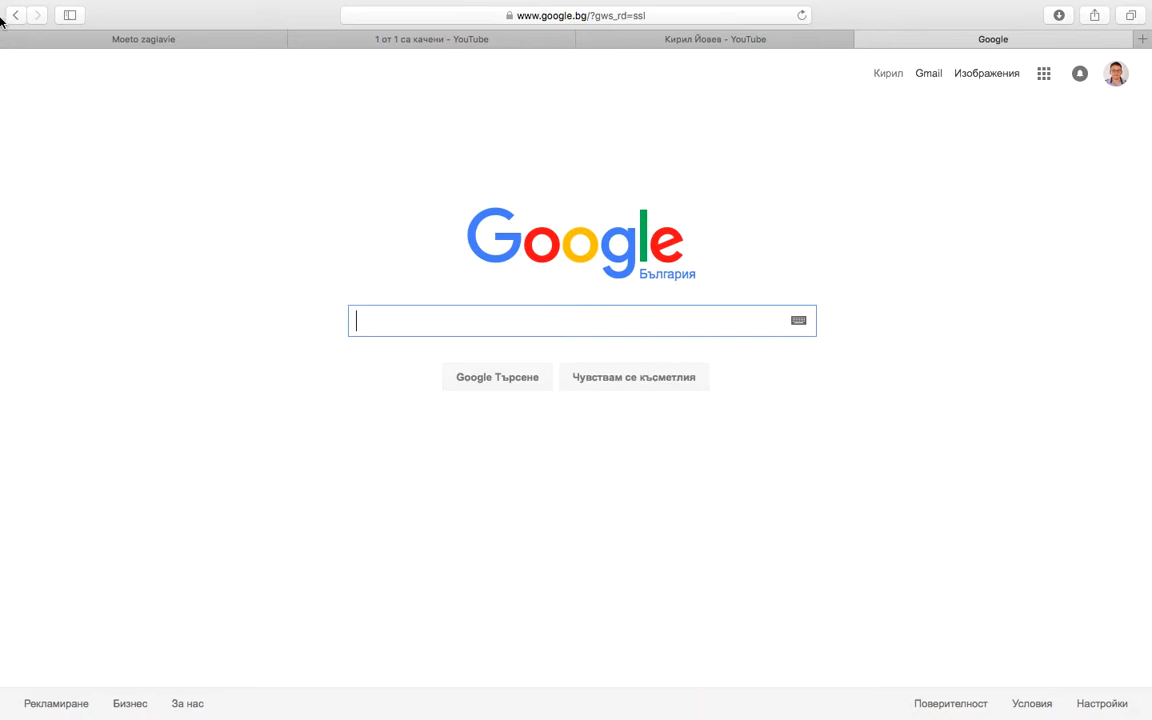 www.google.bg/?gws_rd=ssl
Moeto zaglavie
1 от 1 са качени - YouTube
Кирил Йовев - YouTube
Google
Кирил Gmail Изображения
Google
България
Google Търсене
Чувствам се късметлия
Рекламиране Бизнес За нас
Поверителност Условия Настройки